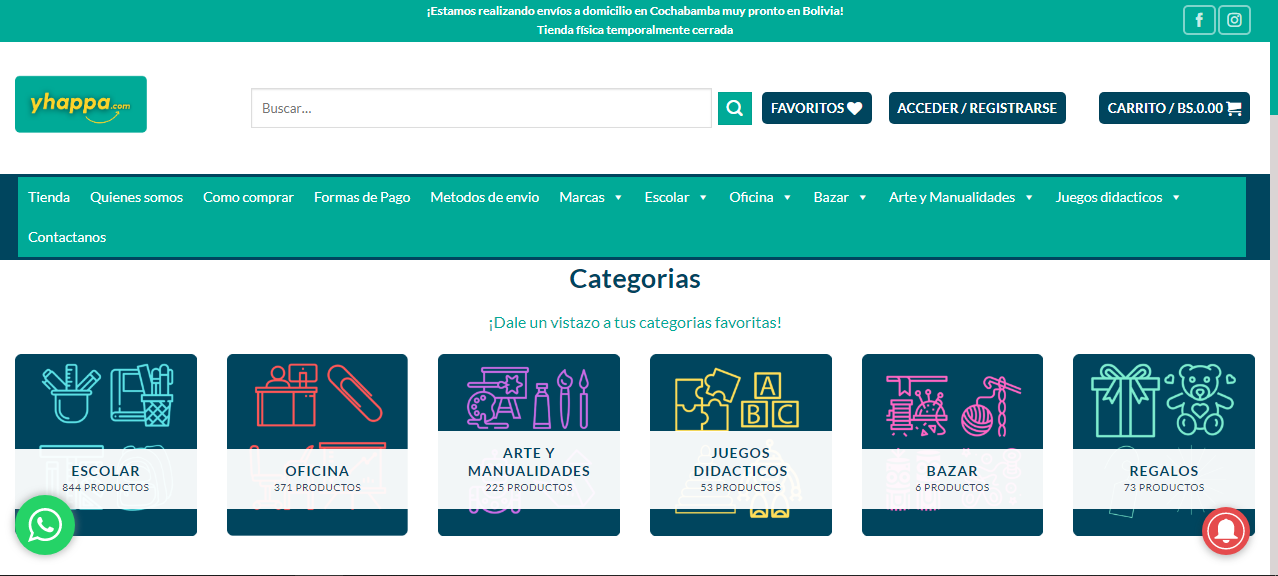 ¡Estamos realizando envíos a domicilio en Cochabamba muy pronto en Bolivia!
Tienda física temporalmente cerrada
yhappa.com
Buscar...
FAVORITOS
ACCEDER / REGISTRARSE
CARRITO / BS.0.00
Tienda Quienes somos Como comprar Formas de Pago Metodos de envio Marcas Escolar Oficina Bazar Arte y Manualidades Juegos didacticos
Contactanos
Categorias
¡Dale un vistazo a tus categorias favoritas!
A
B C
ESCOLAR
844 PRODUCTOS
OFICINA
371 PRODUCTOS
ARTE Y
MANUALIDADES
225 PRODUCTOS
JUEGOS
DIDACTICOS
53 PRODUCTOS
BAZAR
6 PRODUCTOS
REGALOS
73 PRODUCTOS